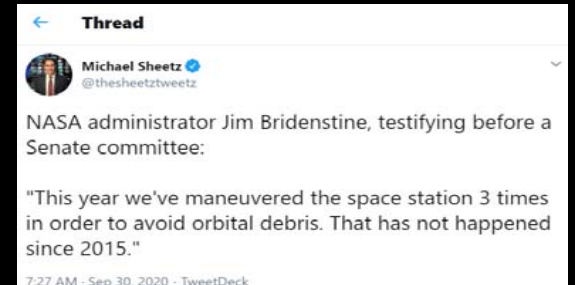 Thread
Michael Sheetz
@thesheetztweetz
NASA administrator Jim Bridenstine, testifying before a
Senate committee:
"This year we've maneuvered the space station 3 times
in order to avoid orbital debris. That has not happened
since 2015."
7:27 AM · Sep 30, 2020 · TweetDeck